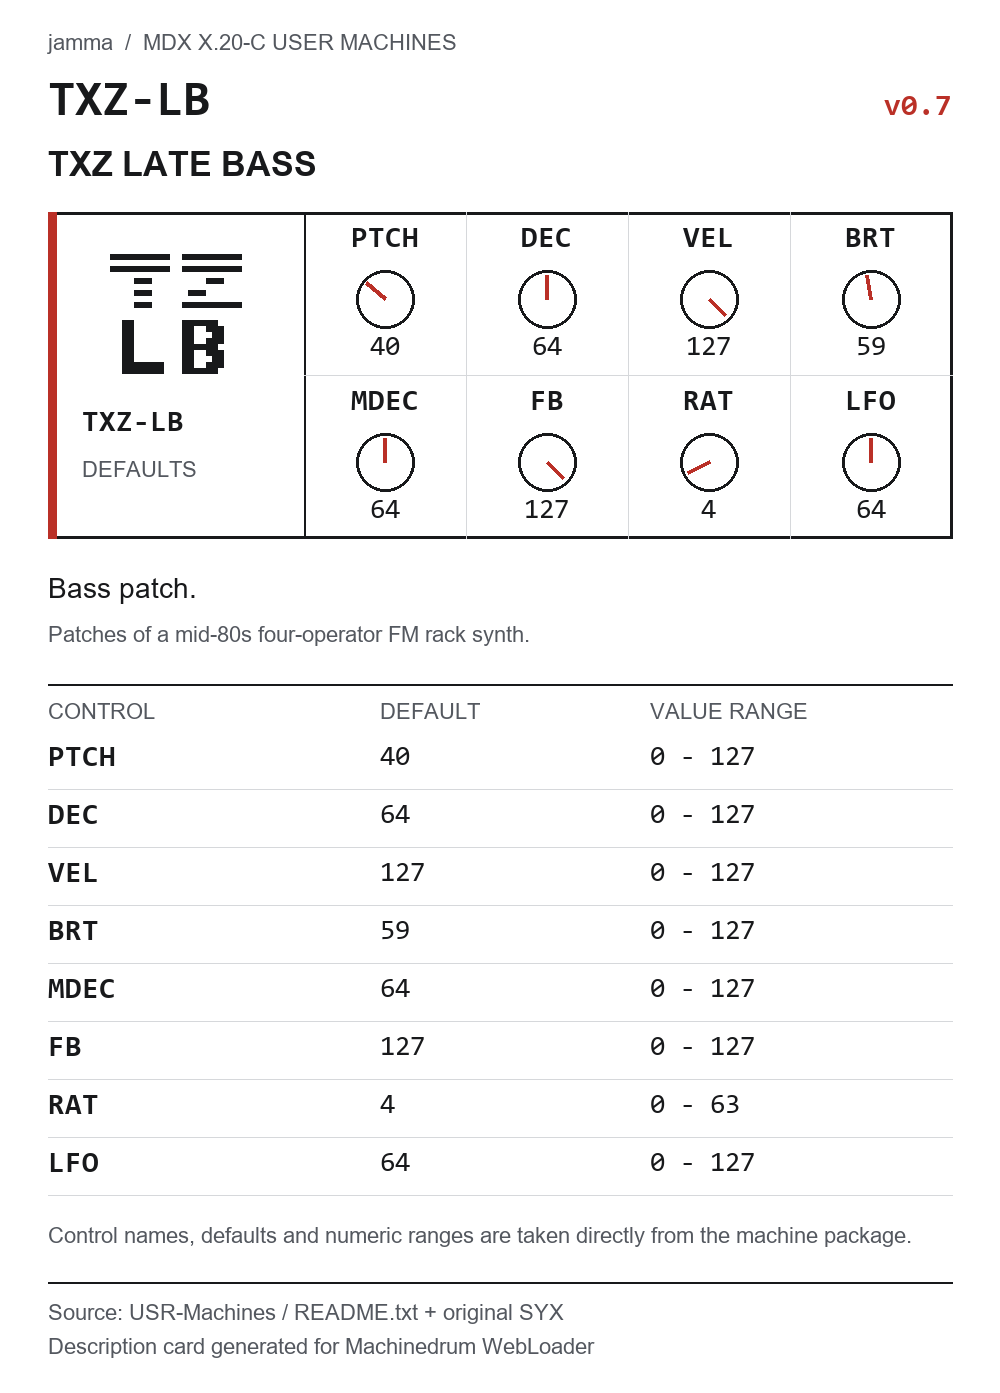 jamma / MDX X.20-C USER MACHINES
TXZ-LB
v0.7
TXZ LATE BASS
TZ
LB
TXZ-LB
DEFAULTS
PTCH DEC VEL BRT
40 64 127 59
MDEC FB RAT LFO
64 127 4 64
Bass patch.
Patches of a mid-80s four-operator FM rack synth.
CONTROL DEFAULT VALUE RANGE
PTCH 40 0 - 127
DEC 64 0 - 127
VEL 127 0 - 127
BRT 59 0 - 127
MDEC 64 0 - 127
FB 127 0 - 127
RAT 4 0 - 63
LFO 64 0 - 127
Control names, defaults and numeric ranges are taken directly from the machine package.
Source: USR-Machines / README.txt + original SYX
Description card generated for Machinedrum WebLoader